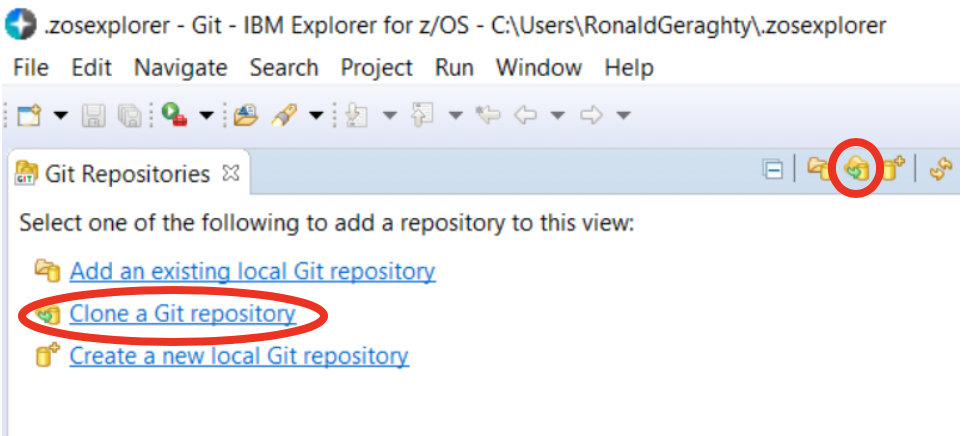 .zosexplorer - Git - IBM Explorer for z/OS - C:\Users\RonaldGeraghty\.zosexplorer
File Edit Navigate Search Project Run Window Help
GIT Git Repositories
Select one of the following to add a repository to this view:
Add an existing local Git repository
Clone a Git repository
Create a new local Git repository